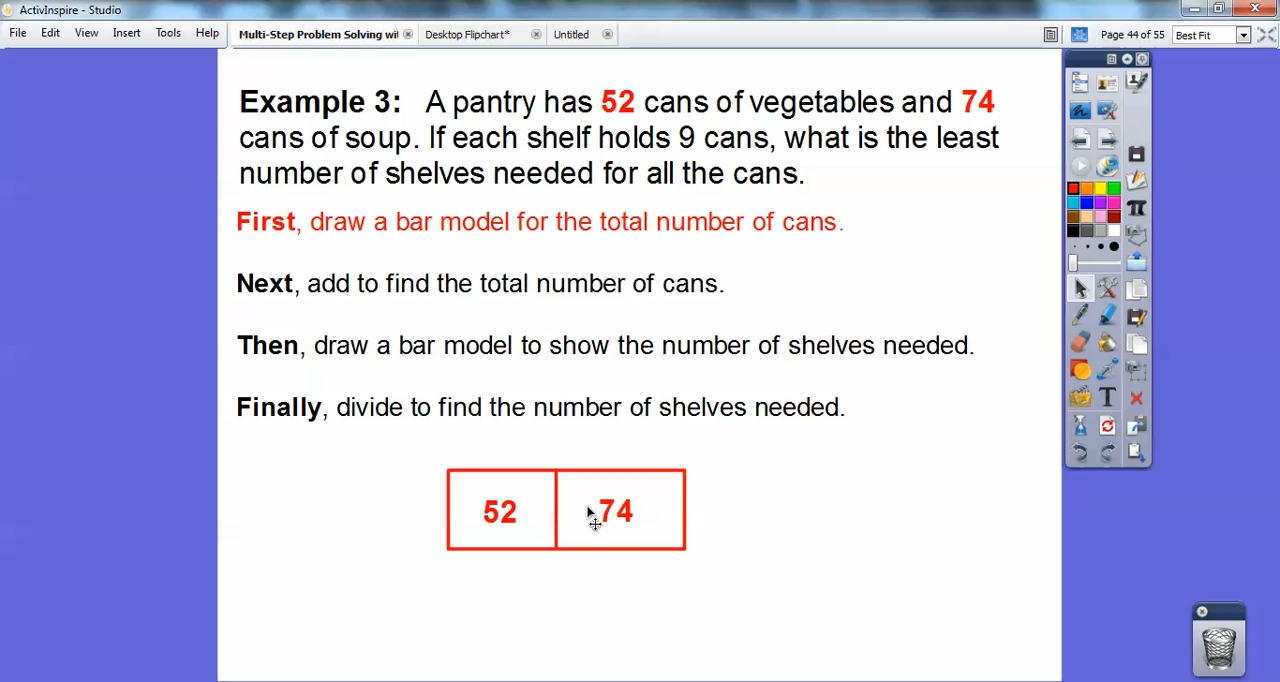 ActivInspire - Studio
File Edit View Insert Tools Help
Multi-Step Problem Solving wi
Desktop Flipchart*
Untitled
Page 44 of 55
Best Fit
Example 3: A pantry has 52 cans of vegetables and 74
cans of soup. If each shelf holds 9 cans, what is the least
number of shelves needed for all the cans.
First, draw a bar model for the total number of cans.
Next, add to find the total number of cans.
Then, draw a bar model to show the number of shelves needed.
Finally, divide to find the number of shelves needed.
52 74